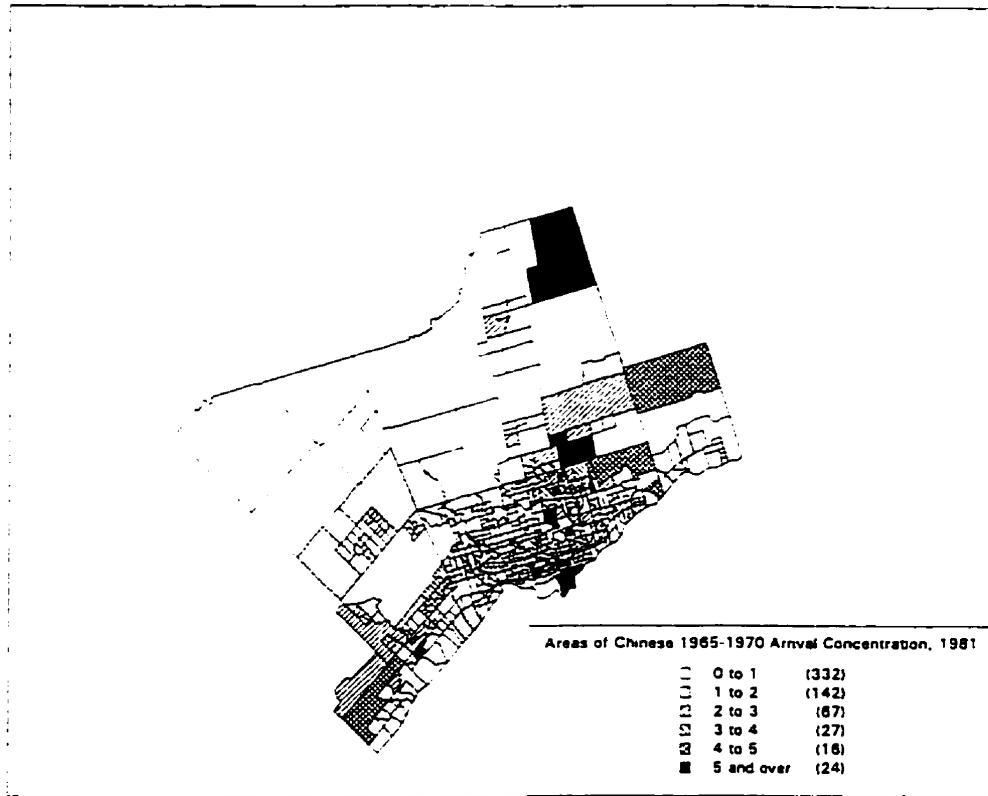 Areas of Chinese 1965-1970 Arrival Concentration, 1981
0 to 1 (332)
1 to 2 (142)
2 to 3 (67)
3 to 4 (27)
4 to 5 (16)
5 and over (24)